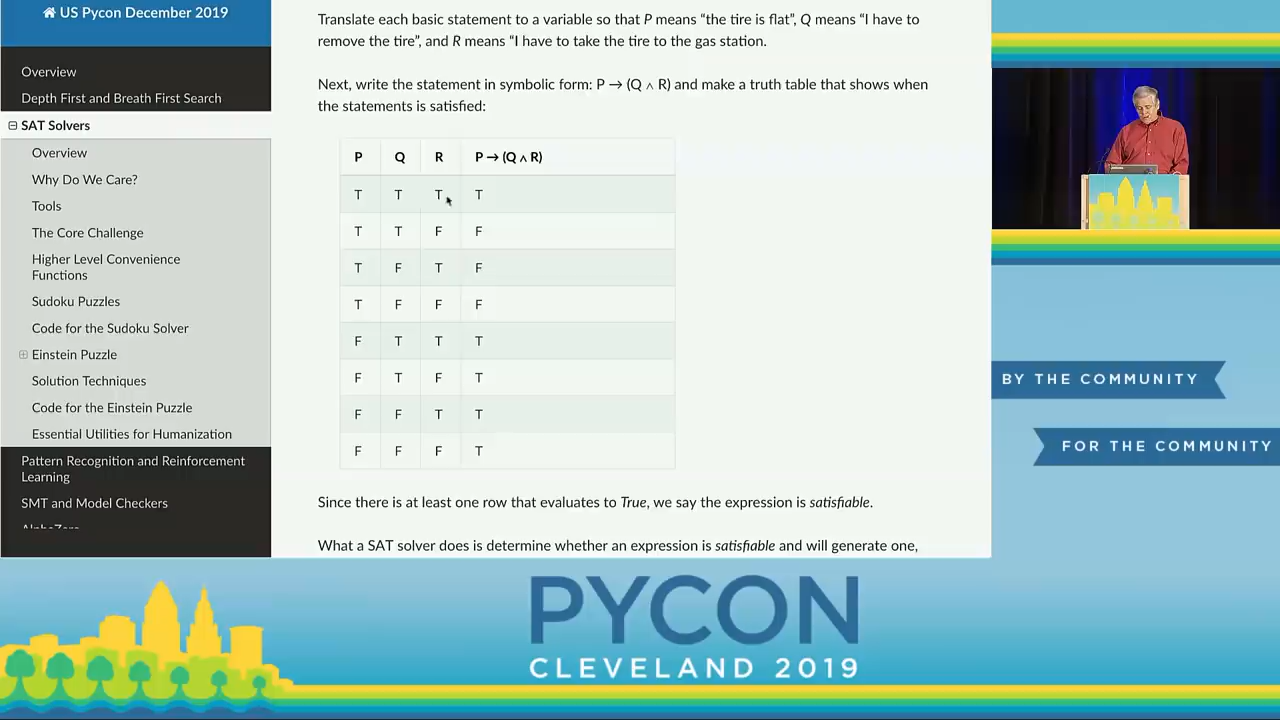 US Pycon December 2019
Overview
Depth First and Breath First Search
SAT Solvers
Overview
Why Do We Care?
Tools
The Core Challenge
Higher Level Convenience
Functions
Sudoku Puzzles
Code for the Sudoku Solver
Einstein Puzzle
Solution Techniques
Code for the Einstein Puzzle
Essential Utilities for Humanization
Pattern Recognition and Reinforcement
Learning
SMT and Model Checkers
AlphaZero
Translate each basic statement to a variable so that P means “the tire is flat”, Q means “I have to
remove the tire”, and R means “I have to take the tire to the gas station.
Next, write the statement in symbolic form: P → (Q ∧ R) and make a truth table that shows when
the statements is satisfied:
P Q R P → (Q ∧ R)
T T T T
T T F F
T F T F
T F F F
F T T T
F T F T
F F T T
F F F T
Since there is at least one row that evaluates to True, we say the expression is satisfiable.
What a SAT solver does is determine whether an expression is satisfiable and will generate one,
BY THE COMMUNITY
FOR THE COMMUNITY
PYCON
CLEVELAND 2019